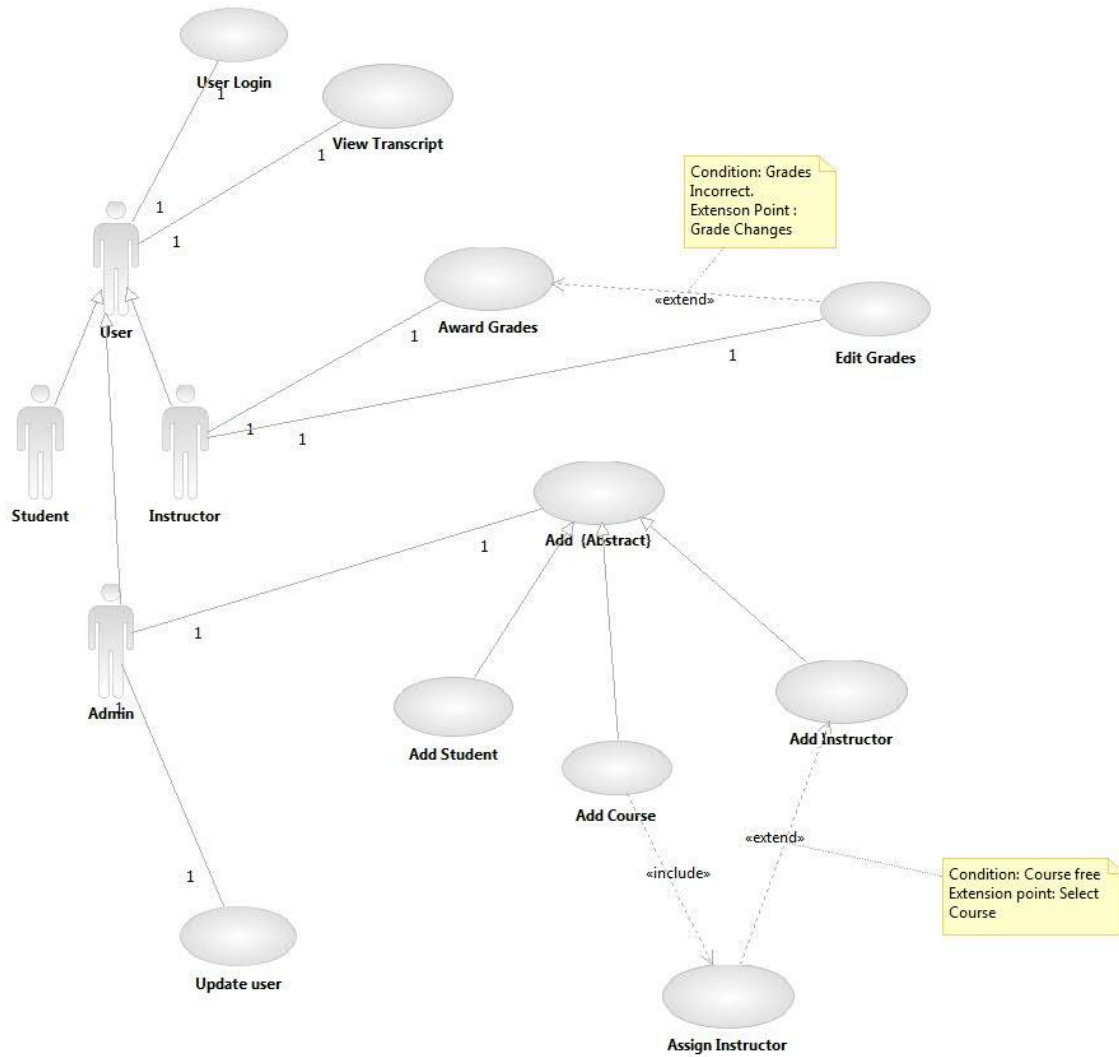 User Login
1
View Transcript
1
1
1
Condition: Grades
Incorrect.
Extenson Point :
Grade Changes
«extend»
User
Award Grades
1
Edit Grades
1
1
1
Student
Instructor
Add {Abstract}
1
1
Admin
1
Add Student
Add Instructor
Add Course
«extend»
«include»
Condition: Course free
Extension point: Select
Course
1
Update user
Assign Instructor